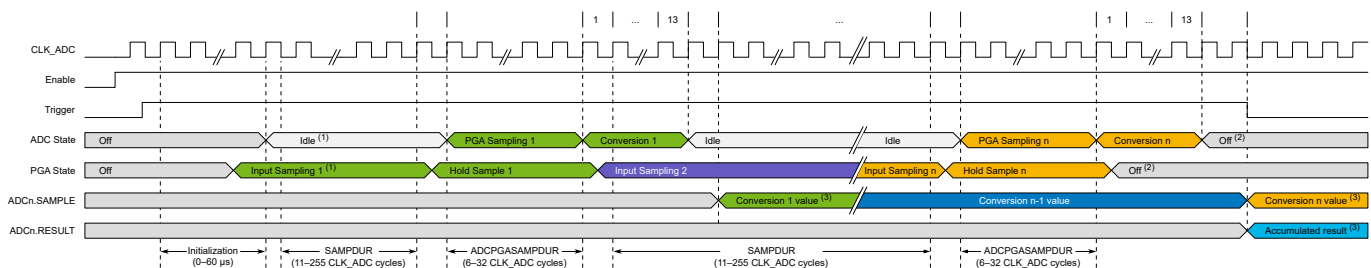 1 ... 13 ... 1 ... 13
CLK_ADC
Enable
Trigger
ADC State Off Idle (1) PGA Sampling 1 Conversion 1 Idle Idle PGA Sampling n Conversion n Off (2)
PGA State Off Input Sampling 1 (1) Hold Sample 1 Input Sampling 2 Input Sampling n Hold Sample n Off (2)
ADCn.SAMPLE Conversion 1 value (3) Conversion n-1 value Conversion n value (3)
ADCn.RESULT Accumulated result (3)
Initialization SAMPDUR ADCPGASAMPDUR SAMPDUR ADCPGASAMPDUR
(0–60 µs) (11–255 CLK_ADC cycles) (6–32 CLK_ADC cycles) (11–255 CLK_ADC cycles) (6–32 CLK_ADC cycles)